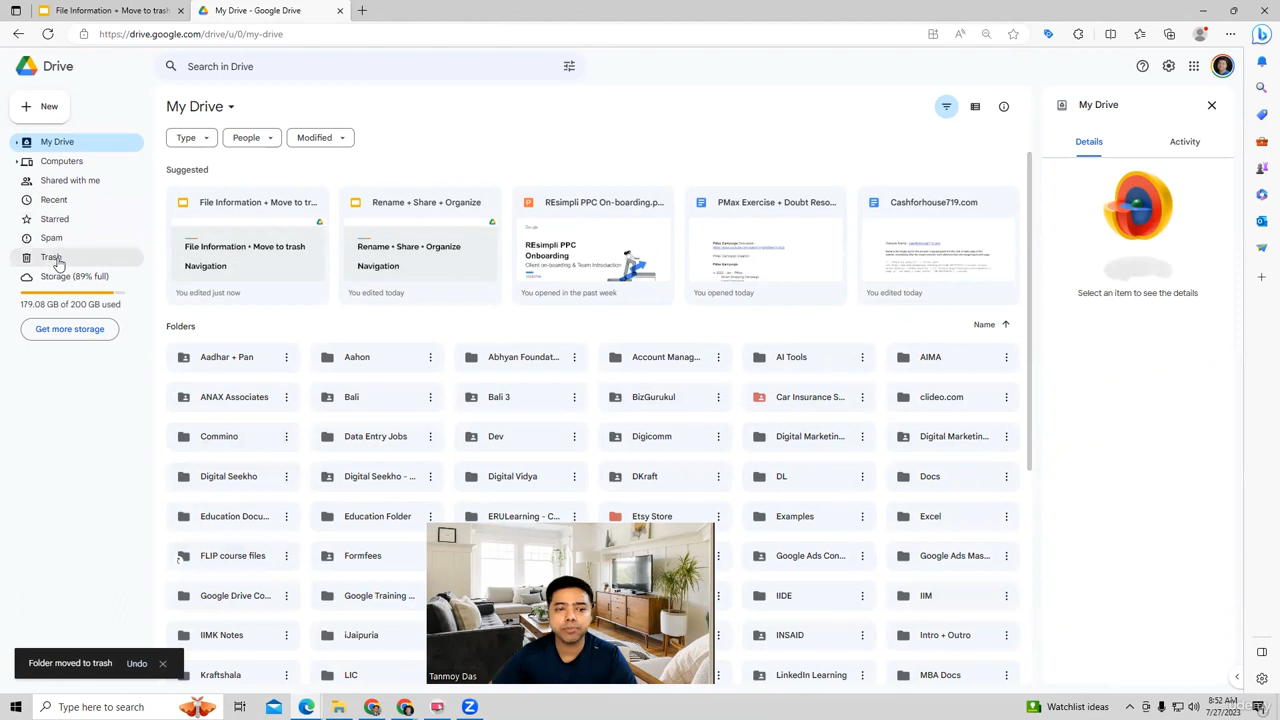 File Information + Move to trash
My Drive - Google Drive
https://drive.google.com/drive/u/0/my-drive
Drive
Search in Drive
New
My Drive
Computers
Shared with me
Recent
Starred
Spam
Trash
Storage (89% full)
179.08 GB of 200 GB used
Get more storage
My Drive
Type
People
Modified
Suggested
File Information + Move to tr...
File Information + Move to trash
Navigation
You edited just now
Rename + Share + Organize
Rename + Share + Organize
Navigation
You edited today
REsimpli PPC On-boarding.p...
Google
REsimpli PPC
Onboarding
Client on-boarding & Team Introduction
You opened in the past week
PMax Exercise + Doubt Reso...
You opened today
Cashforhouse719.com
You edited today
Folders
Name
Aadhar + Pan
Aahon
Abhyan Foundat...
Account Manag...
AI Tools
AIMA
ANAX Associates
Bali
Bali 3
BizGurukul
Car Insurance S...
clideo.com
Commino
Data Entry Jobs
Dev
Digicomm
Digital Marketin...
Digital Marketin...
Digital Seekho
Digital Seekho - ...
Digital Vidya
DKraft
DL
Docs
Education Docu...
Education Folder
ERULearning - C...
Etsy Store
Examples
Excel
FLIP course files
Formfees
Google Ads Con...
Google Ads Mas...
Google Drive Co...
Google Training ...
IIDE
IIM
IIMK Notes
iJaipuria
INSAID
Intro + Outro
Kraftshala
LIC
LinkedIn Learning
MBA Docs
My Drive
Details
Activity
Select an item to see the details
Folder moved to trash
Undo
Tanmoy Das
Type here to search
Watchlist ideas
8:52 AM
7/27/2023